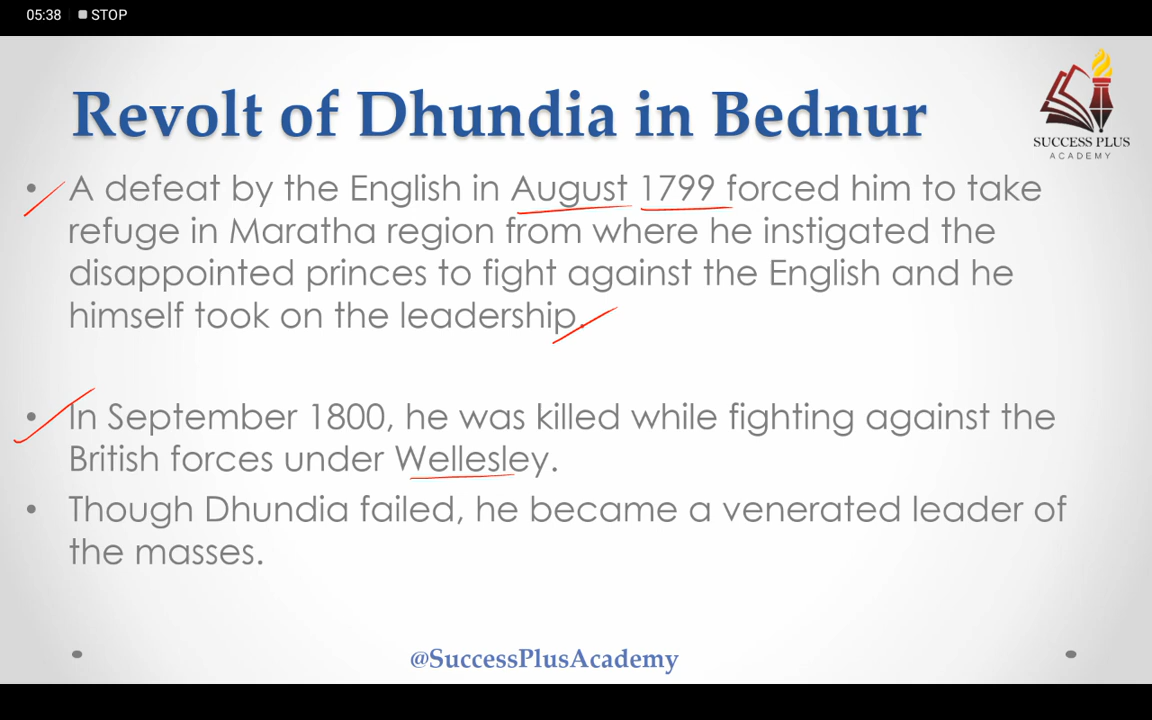 05:38 STOP
Revolt of Dhundia in Bednur
SUCCESS PLUS
ACADEMY
• A defeat by the English in August 1799 forced him to take
refuge in Maratha region from where he instigated the
disappointed princes to fight against the English and he
himself took on the leadership.
• In September 1800, he was killed while fighting against the
British forces under Wellesley.
• Though Dhundia failed, he became a venerated leader of
the masses.
@SuccessPlusAcademy